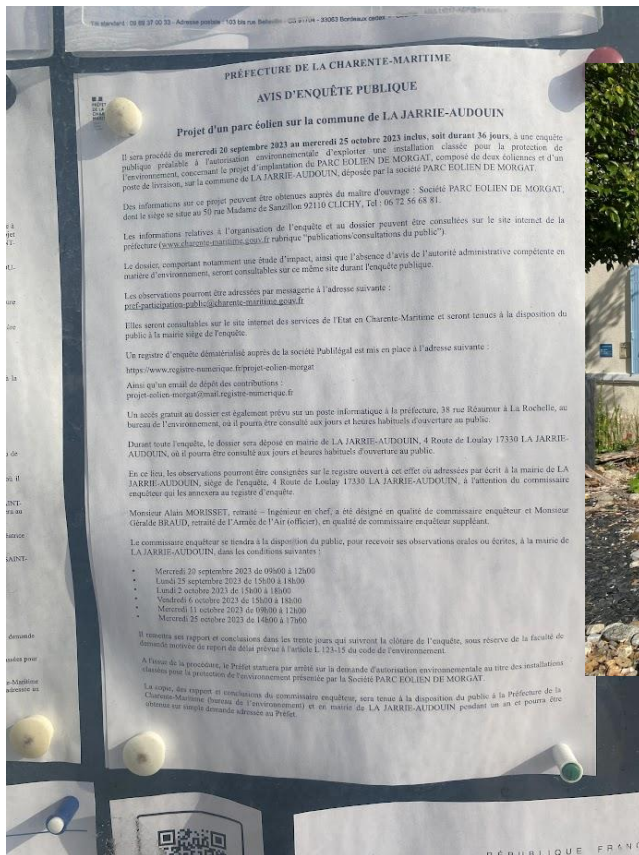 Tél standard : 05 56 37 00 33 - Adresse postale : 103 bis rue 33063 Bordeaux cedex
PRÉFECTURE DE LA CHARENTE-MARITIME
AVIS D'ENQUÊTE PUBLIQUE
Projet d'un parc éolien sur la commune de LA JARRIE-AUDOUIN
Il sera procédé du mercredi 20 septembre 2023 au mercredi 25 octobre 2023 inclus, soit durant 36 jours, à une enquête
publique préalable à l'autorisation environnementale d'exploiter une installation classée pour la protection de
l'environnement, concernant le projet d'implantation du PARC EOLIEN DE MORGAT, composé de deux éoliennes et d'un
poste de livraison, sur la commune de LA JARRIE-AUDOUIN, déposée par la société PARC EOLIEN DE MORGAT.
Des informations sur ce projet peuvent être obtenues auprès du maître d'ouvrage : Société PARC EOLIEN DE MORGAT,
dont le siège se situe au 50 rue Madame de Sanzillon 92110 CLICHY, Tel : 06 72 56 68 81.
Les informations relatives à l'organisation de l'enquête et au dossier peuvent être consultées sur le site internet de la
préfecture (www.charente-maritime.gouv.fr rubrique "publications/consultations du public").
Le dossier, comportant notamment une étude d'impact, ainsi que l'absence d'avis de l'autorité administrative compétente en
matière d'environnement, seront consultables sur ce même site durant l'enquête publique.
Les observations pourront être adressées par messagerie à l'adresse suivante :
pref-participation-public@charente-maritime.gouv.fr
Elles seront consultables sur le site internet des services de l'Etat en Charente-Maritime et seront tenues à la disposition du
public à la mairie siège de l'enquête.
Un registre d'enquête dématérialisé auprès de la société Publilégal est mis en place à l'adresse suivante :
https://www.registre-numerique.fr/projet-eolien-morgat
Ainsi qu'un email de dépôt des contributions :
projet-eolien-morgat@mail.registre-numerique.fr
Un accès gratuit au dossier est également prévu sur un poste informatique à la préfecture, 38 rue Réaumur à La Rochelle, au
bureau de l'environnement, où il pourra être consulté aux jours et heures habituels d'ouverture au public.
Durant toute l'enquête, le dossier sera déposé en mairie de LA JARRIE-AUDOUIN, 4 Route de Loulay 17330 LA JARRIE-
AUDOUIN, où il pourra être consulté aux jours et heures habituels d'ouverture au public.
En ce lieu, les observations pourront être consignées sur le registre ouvert à cet effet ou adressées par écrit à la mairie de LA
JARRIE-AUDOUIN, siège de l'enquête, 4 Route de Loulay 17330 LA JARRIE-AUDOUIN, à l'attention du commissaire
enquêteur qui les annexera au registre d'enquête.
Monsieur Alain MORISSET, retraité – Ingénieur en chef, a été désigné en qualité de commissaire enquêteur et Monsieur
Géralde BRAUD, retraité de l'Armée de l'Air (officier), en qualité de commissaire enquêteur suppléant.
Le commissaire enquêteur se tiendra à la disposition du public, pour recevoir ses observations orales ou écrites, à la mairie de
LA JARRIE-AUDOUIN, dans les conditions suivantes :
• Mercredi 20 septembre 2023 de 09h00 à 12h00
• Lundi 25 septembre 2023 de 15h00 à 18h00
• Lundi 2 octobre 2023 de 15h00 à 18h00
• Vendredi 6 octobre 2023 de 15h00 à 18h00
• Mercredi 11 octobre 2023 de 09h00 à 12h00
• Mercredi 25 octobre 2023 de 14h00 à 17h00
Il remettra son rapport et conclusions dans les trente jours qui suivront la clôture de l'enquête, sous réserve de la faculté de
demande motivée de report de délai prévue à l'article L 123-15 du code de l'environnement.
A l'issue de la procédure, le Préfet statuera par arrêté sur la demande d'autorisation environnementale au titre des installations
classées pour la protection de l'environnement présentée par la Société PARC EOLIEN DE MORGAT.
La copie, des rapport et conclusions du commissaire enquêteur, sera tenue à la disposition du public à la Préfecture de la
Charente-Maritime (bureau de l'environnement) et en mairie de LA JARRIE-AUDOUIN pendant un an et pourra être
obtenue sur simple demande adressée au Préfet.
RÉPUBLIQUE FRAN